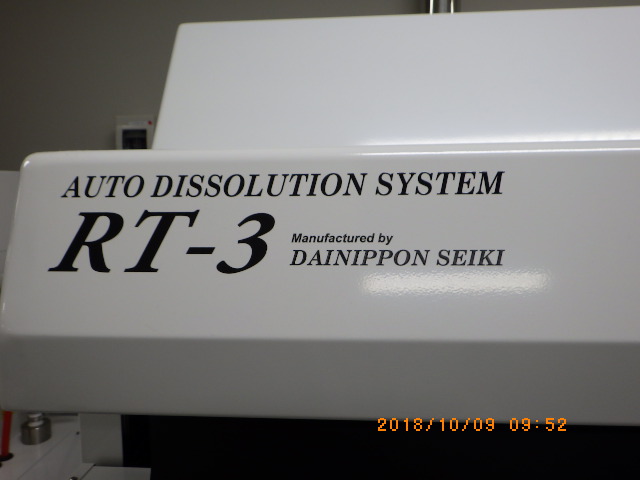 AUTO DISSOLUTION SYSTEM
RT-3
Manufactured by
DAINIPPON SEIKI
2018/10/09 09:52